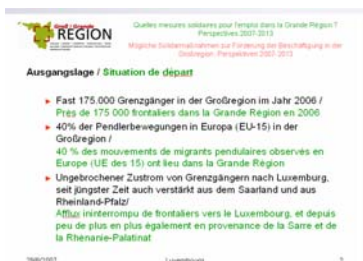 Groß / Grande
REGION
Quelles mesures solidaires pour l'emploi dans la Grande Région ?
Perspectives 2007-2013
Mögliche Solidarmaßnahmen zur Förderung der Beschäftigung in der
Großregion: Perspektiven 2007-2013
Ausgangslage / Situation de départ
Fast 175.000 Grenzgänger in der Großregion im Jahr 2006 /
Près de 175 000 frontaliers dans la Grande Région en 2006
40% der Pendlerbewegungen in Europa (EU-15) in der
Großregion /
40 % des mouvements de migrants pendulaires observés en
Europe (UE des 15) ont lieu dans la Grande Région
Ungebrochener Zustrom von Grenzgängern nach Luxemburg,
seit jüngster Zeit auch verstärkt aus dem Saarland und aus
Rheinland-Pfalz/
Afflux ininterrompu de frontaliers vers le Luxembourg, et depuis
peu de plus en plus également en provenance de la Sarre et de
la Rhénanie-Palatinat